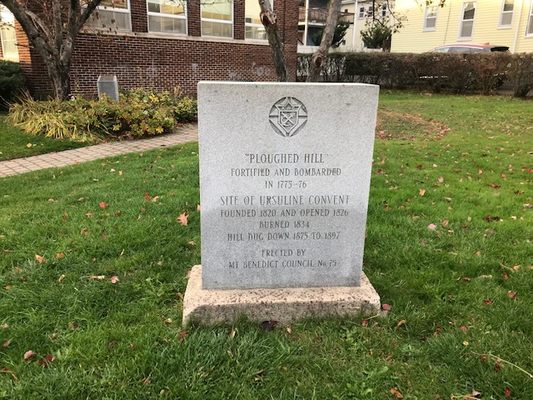 "PLOUGHED HILL"
FORTIFIED AND BOMBARDED
IN 1775-76
SITE OF URSULINE CONVENT
FOUNDED 1820 AND OPENED 1826
BURNED 1834
HILL DUG DOWN 1875 TO 1897
ERECTED BY
MT BENEDICT COUNCIL No 75